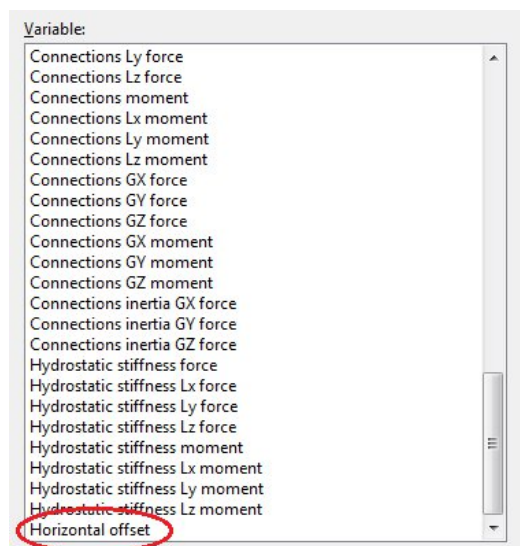 Variable:
Connections Ly force
Connections Lz force
Connections moment
Connections Lx moment
Connections Ly moment
Connections Lz moment
Connections GX force
Connections GY force
Connections GZ force
Connections GX moment
Connections GY moment
Connections GZ moment
Connections inertia GX force
Connections inertia GY force
Connections inertia GZ force
Hydrostatic stiffness force
Hydrostatic stiffness Lx force
Hydrostatic stiffness Ly force
Hydrostatic stiffness Lz force
Hydrostatic stiffness moment
Hydrostatic stiffness Lx moment
Hydrostatic stiffness Ly moment
Hydrostatic stiffness Lz moment
Horizontal offset